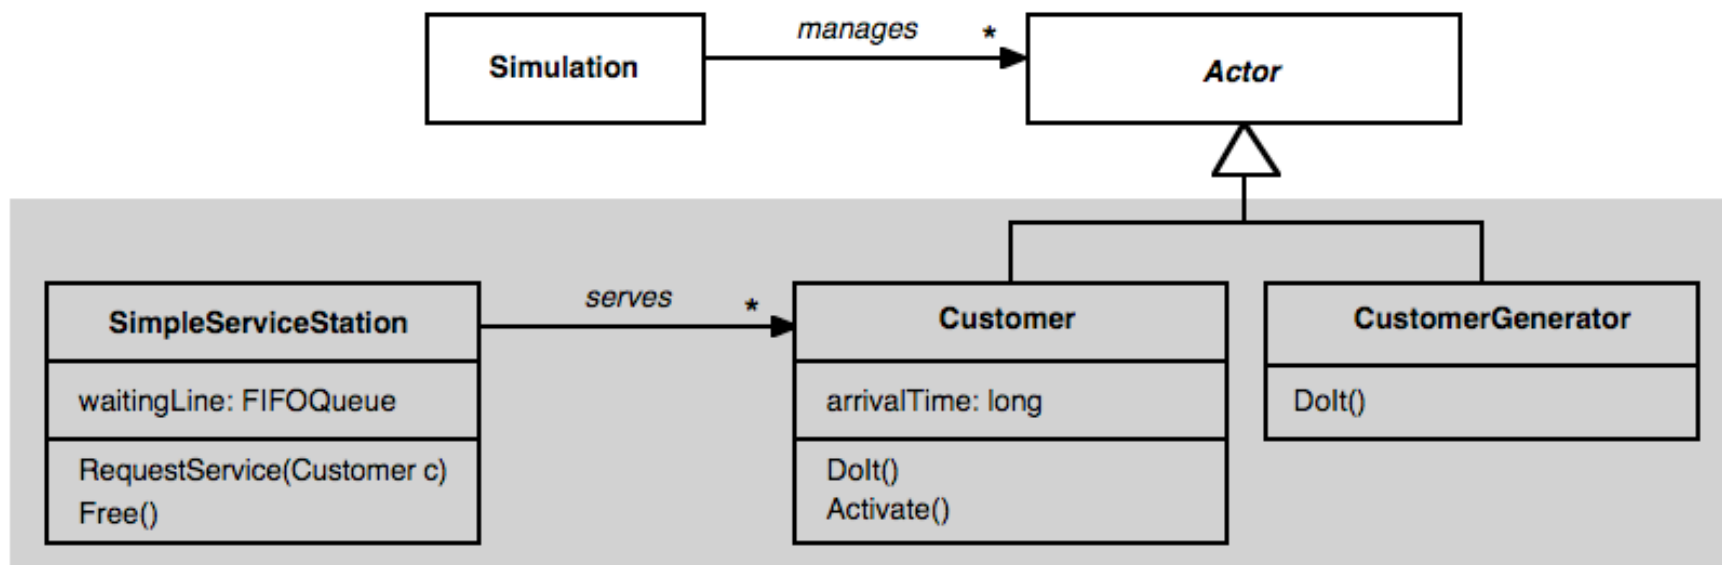 manages
*
Simulation
Actor
serves
*
SimpleServiceStation
Customer
CustomerGenerator
waitingLine: FIFOQueue
arrivalTime: long
DoIt()
RequestService(Customer c)
Free()
DoIt()
Activate()